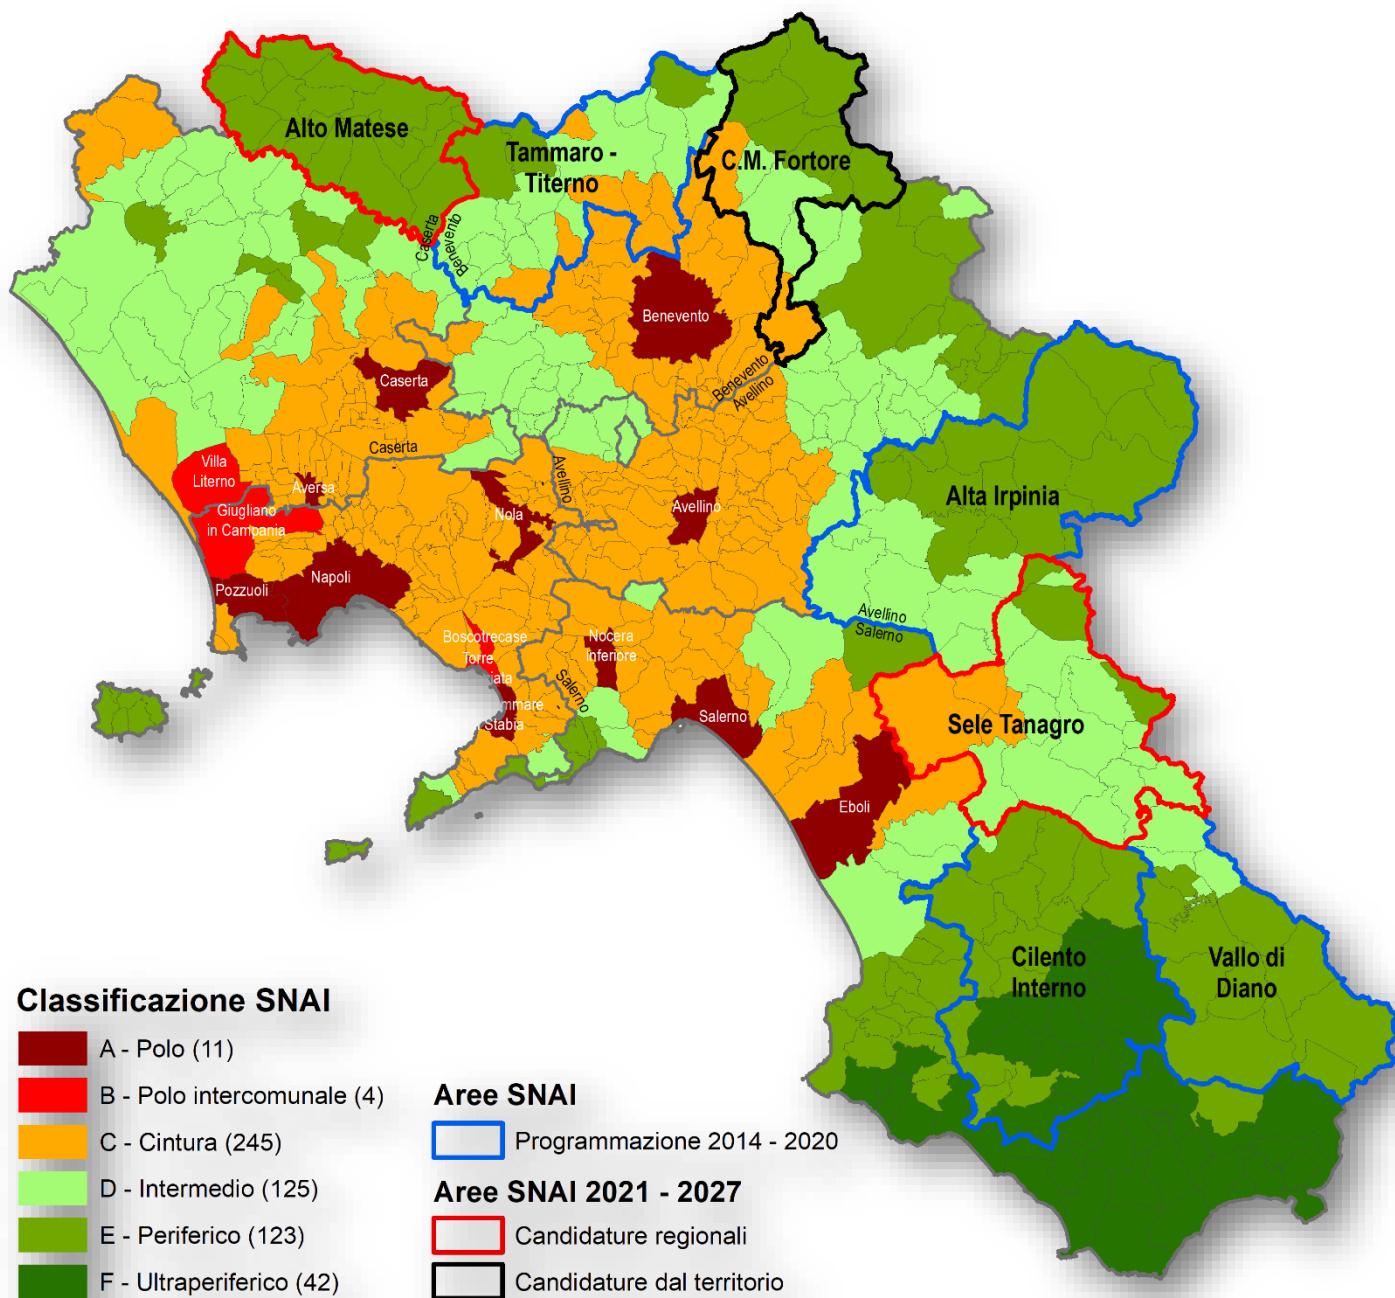 Alto Matese
Tammaro -
Titerno
C.M. Fortore
Caserta
Benevento
Benevento
Caserta
Benevento
Avellino
Caserta
Villa
Literno
Aversa
Giugliano
in Campania
Nola
Avellino
Avellino
Alta Irpinia
Pozzuoli
Napoli
Avellino
Salerno
Boscotrecase
Torre
Nocera
Inferiore
Salerno
Stabia
Salerno
Sele Tanagro
Eboli
Cilento
Interno
Vallo di
Diano
Classificazione SNAI
A - Polo (11)
B - Polo intercomunale (4)
C - Cintura (245)
D - Intermedio (125)
E - Periferico (123)
F - Ultraperiferico (42)
Aree SNAI
Programmazione 2014 - 2020
Aree SNAI 2021 - 2027
Candidature regionali
Candidature dal territorio